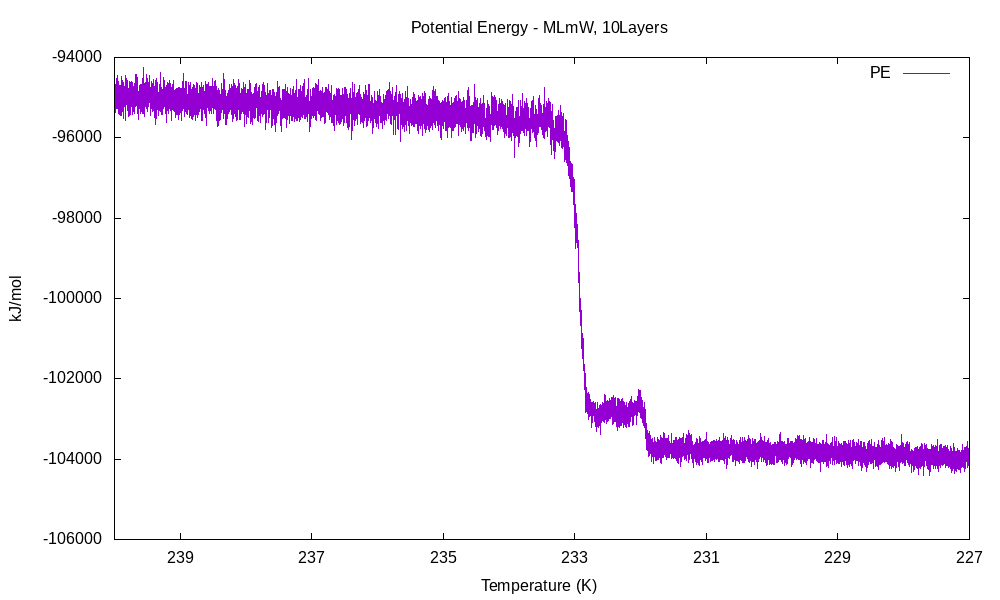 Potential Energy - MLmW, 10Layers
PE
-94000
-96000
-98000
-100000
-102000
-104000
-106000
kJ/mol
239 237 235 233 231 229 227
Temperature (K)